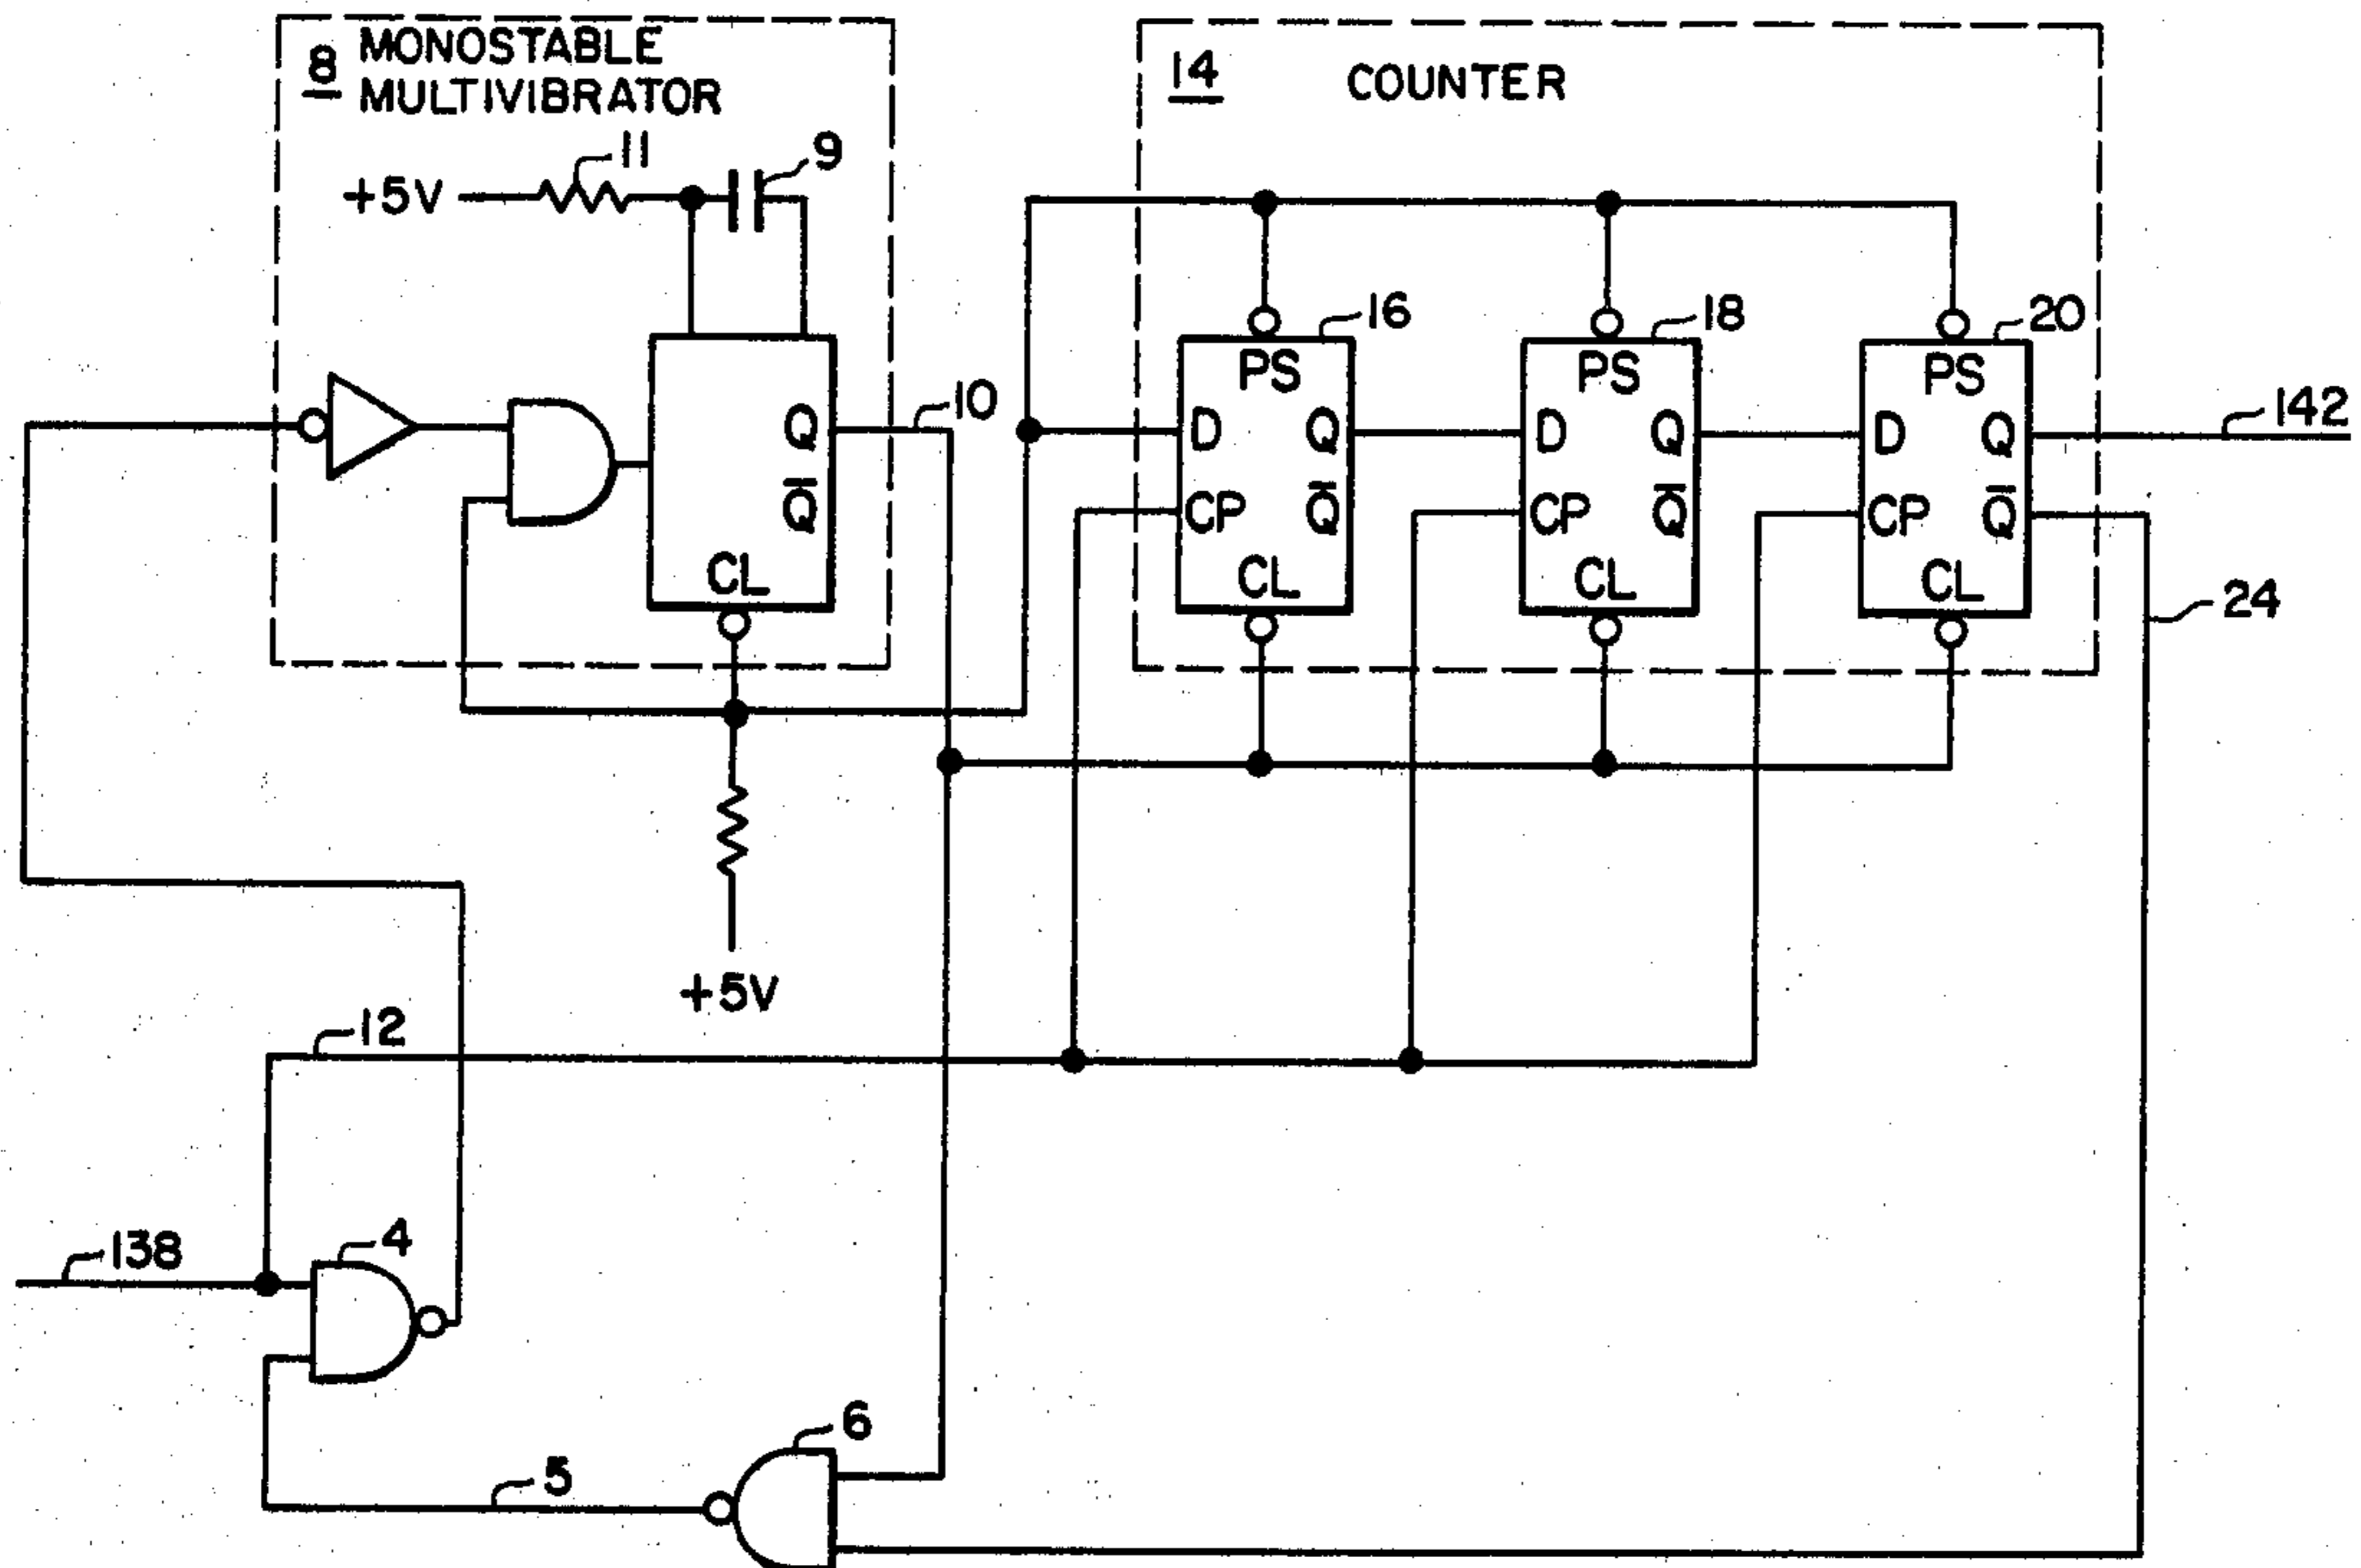 8 MONOSTABLE
MULTIVIBRATOR
14 COUNTER
11
9
+5V
16
18
20
PS
PS
PS
10
142
Q
D Q
D Q
D Q
Q̅
CP Q̅
CP Q̅
CP Q̅
CL
CL
CL
CL
24
+5V
12
138
4
6
5